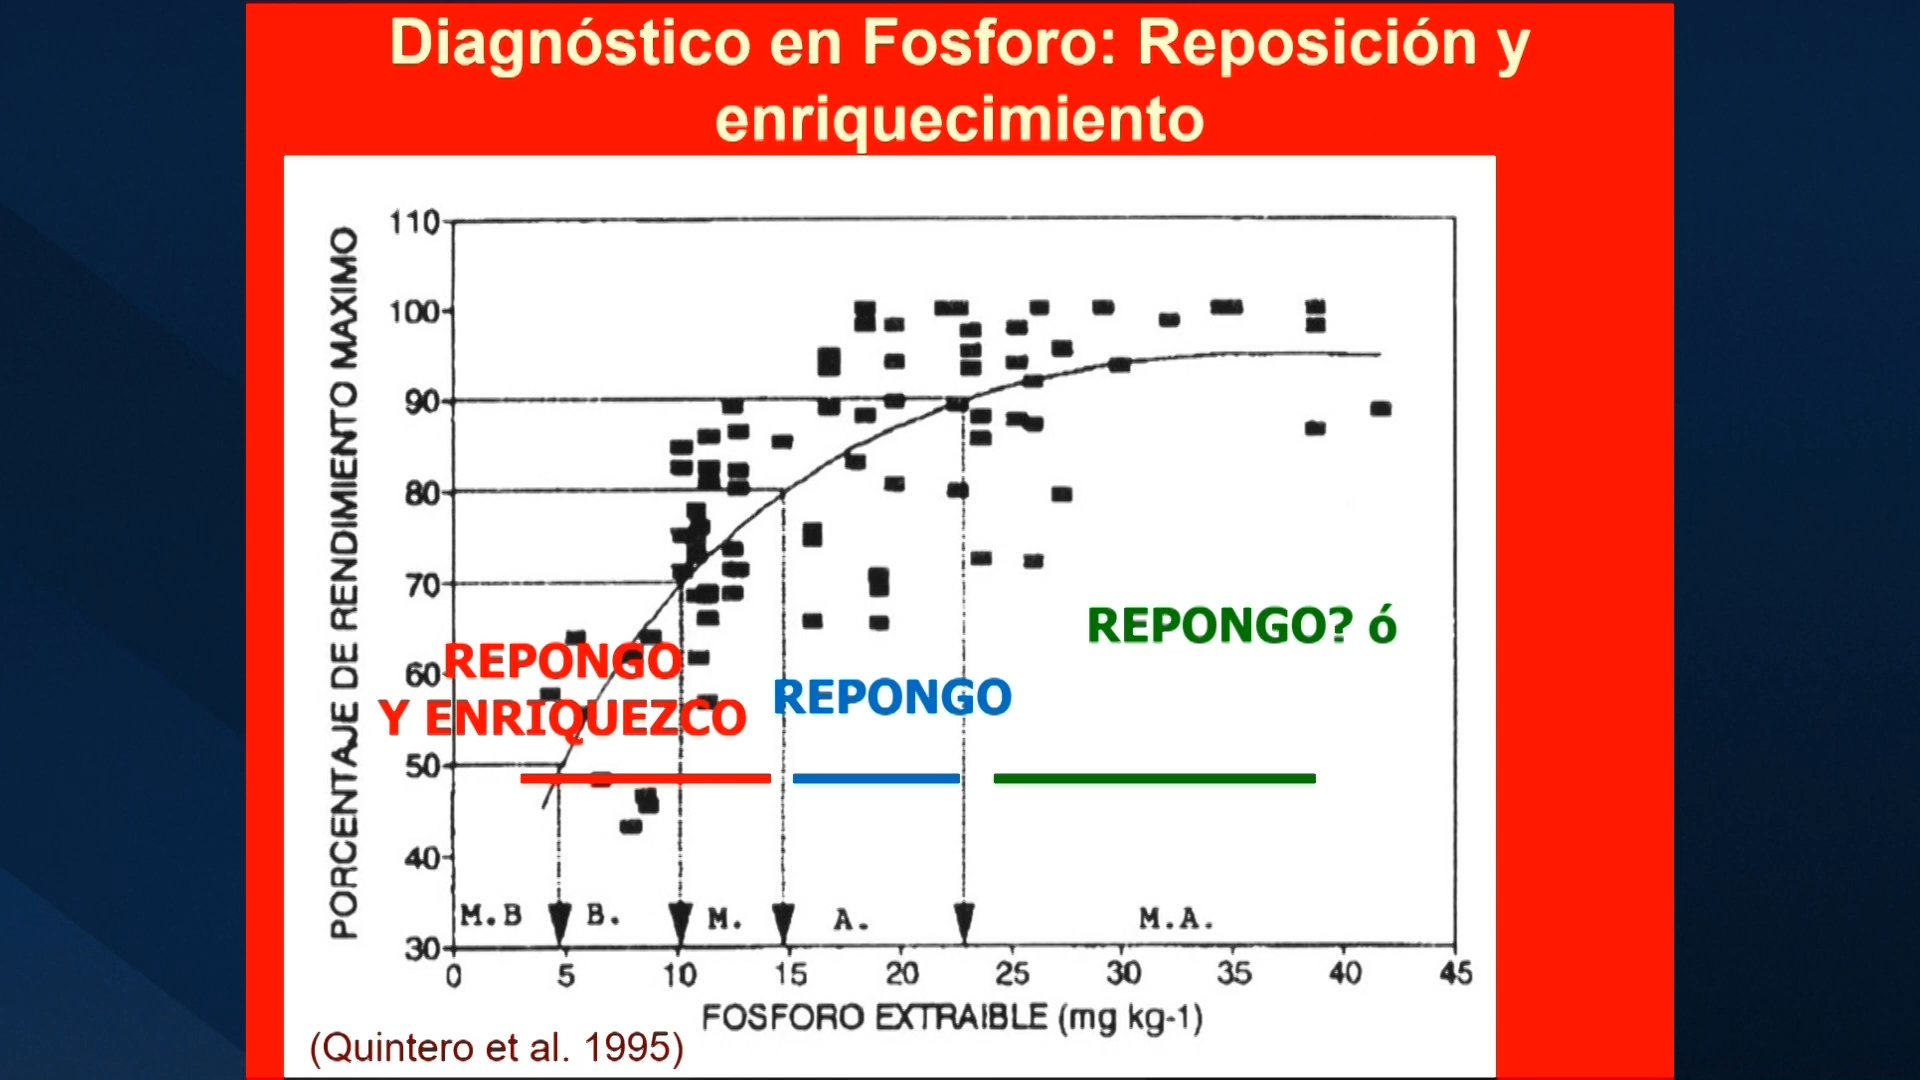 Diagnóstico en Fosforo: Reposición y
enriquecimiento
PORCENTAJE DE RENDIMIENTO MAXIMO
110
100
90
80
70
60
50
40
30
REPONGO
Y ENRIQUEZCO
REPONGO
REPONGO? ó
M.B
B.
M.
A.
M.A.
0 5 10 15 20 25 30 35 40 45
FOSFORO EXTRAIBLE (mg kg-1)
(Quintero et al. 1995)